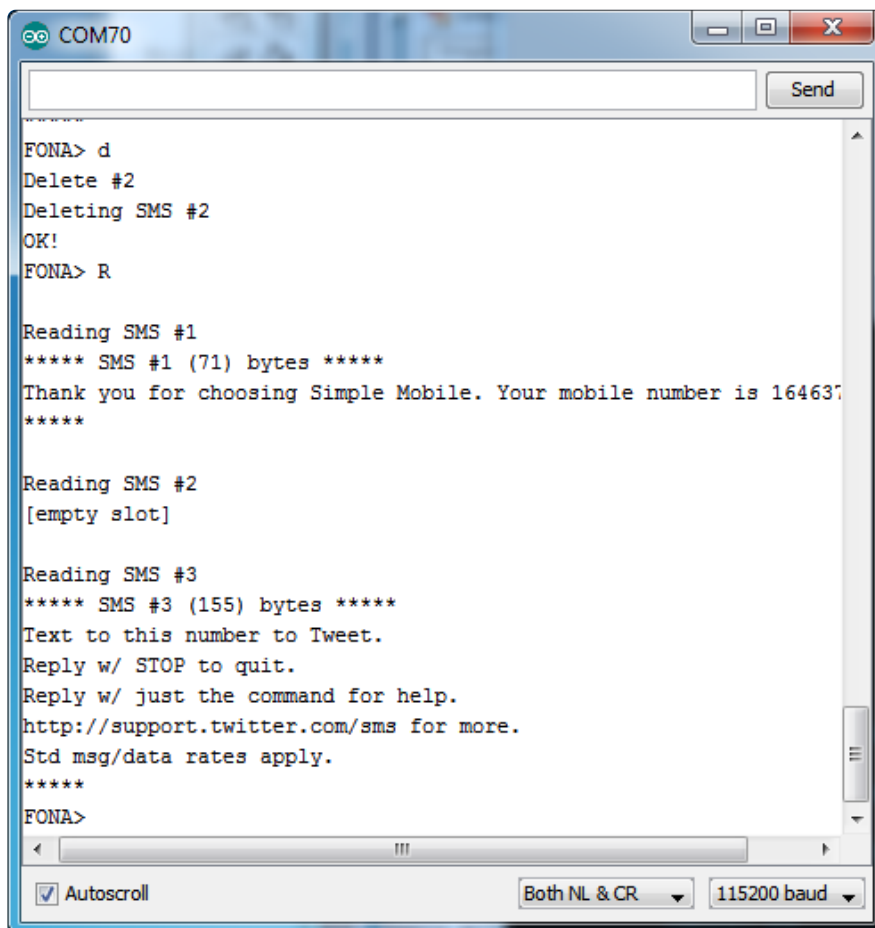 COM70
Send
*****
FONA> d
Delete #2
Deleting SMS #2
OK!
FONA> R
Reading SMS #1
***** SMS #1 (71) bytes *****
Thank you for choosing Simple Mobile. Your mobile number is 164637
*****
Reading SMS #2
[empty slot]
Reading SMS #3
***** SMS #3 (155) bytes *****
Text to this number to Tweet.
Reply w/ STOP to quit.
Reply w/ just the command for help.
http://support.twitter.com/sms for more.
Std msg/data rates apply.
*****
FONA>
Autoscroll
Both NL & CR
115200 baud